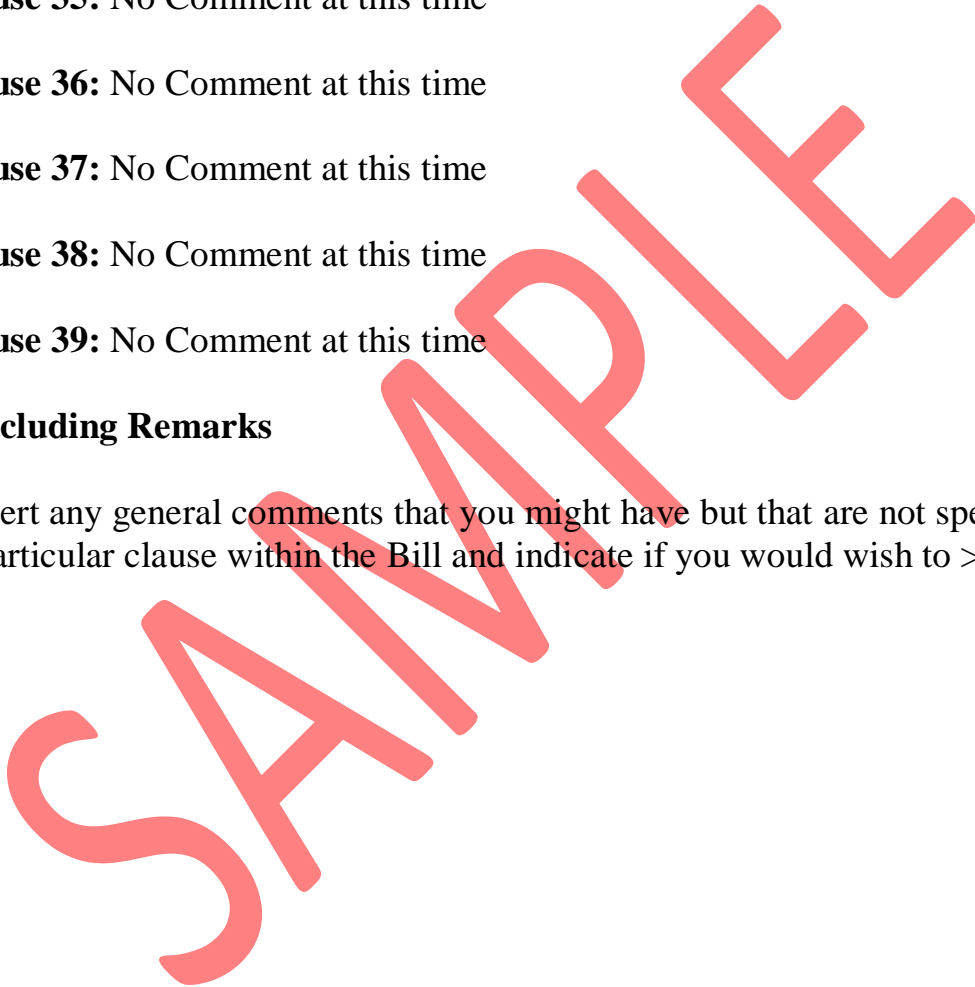 use 35: No Comment at this time
use 36: No Comment at this time
use 37: No Comment at this time
use 38: No Comment at this time
use 39: No Comment at this time
cluding Remarks
ert any general comments that you might have but that are not spe
articular clause within the Bill and indicate if you would wish to >
SAMPLE